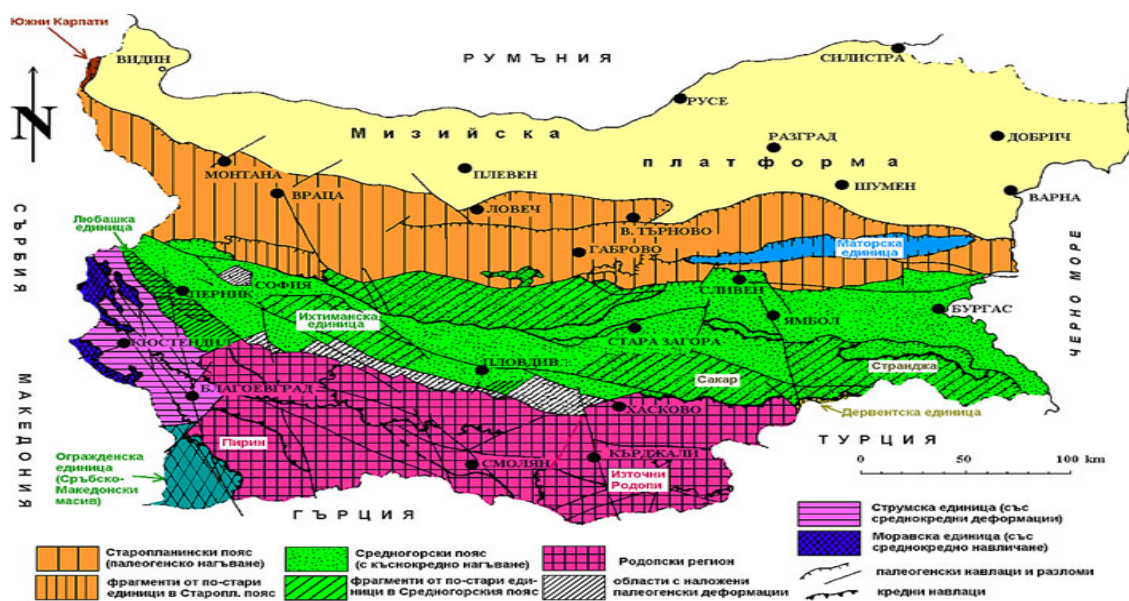 Южни Карпати
ВИДИН
Р У М Ъ Н И Я
СИЛИСТРА
N
РУСЕ
М и з и й с к а
РАЗГРАД
ДОБРИЧ
п л а т ф о р м а
МОНТАНА
ПЛЕВЕН
ШУМЕН
ВРАЦА
ВАРНА
ЛОВЕЧ
С Ъ Р Б И Я
Любашка
единица
В. ТЪРНОВО
ГАБРОВО
Маторска
единица
ЧЕРНО МОРЕ
ПЕРНИК
СОФИЯ
СЛИВЕН
БУРГАС
Ихтиманска
единица
ЯМБОЛ
КЮСТЕНДИЛ
СТАРА ЗАГОРА
ПЛОВДИВ
Странджа
Сакар
БЛАГОЕВГРАД
ХАСКОВО
Дервентска единица
М А К Е Д О Н И Я
Т У Р Ц И Я
Пирин
СМОЛЯН
КЪРДЖАЛИ
Източни
Родопи
Огражденска
единица
(Сръбско-
Македонски
масив)
0 50 100 km
Г Ъ Р Ц И Я
Струмска единица (със
среднокредни деформации)
Моравска единица (със
среднокредно навличане)
Старопланински пояс
(палеогенско нагъване)
Средногорски пояс
(с къснокредно нагъване)
Родопски регион
фрагменти от по-стари
единици в Старопл. пояс
фрагменти от по-стари еди-
ници в Средногорския пояс
области с наложени
палеогенски деформации
палеогенски навлаци и разломи
кредни навлаци